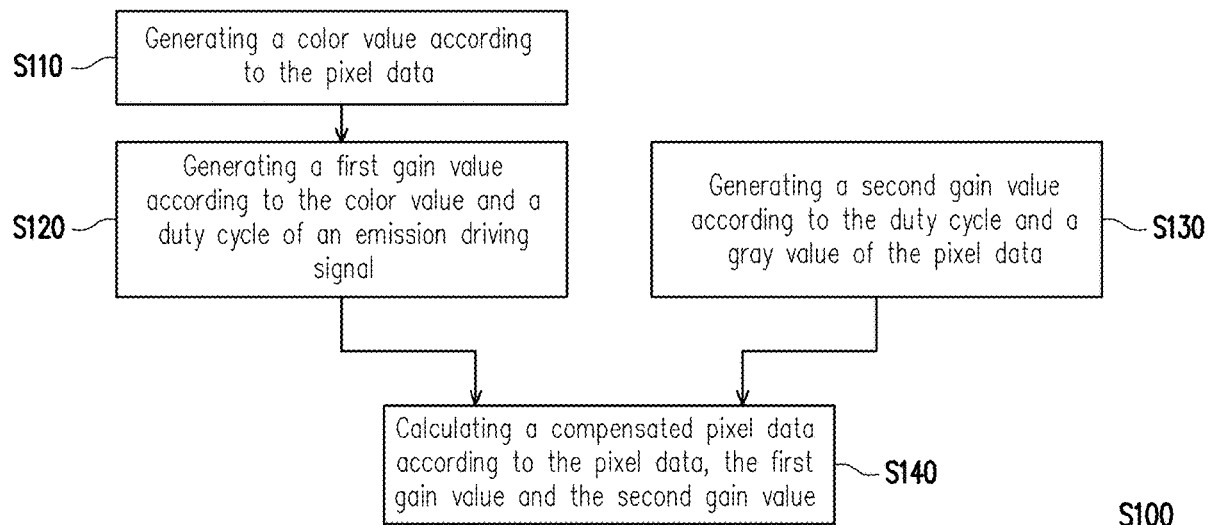 Generating a color value according
to the pixel data
S110
Generating a first gain value
according to the color value and a
duty cycle of an emission driving
signal
S120
Generating a second gain value
according to the duty cycle and a
gray value of the pixel data
S130
Calculating a compensated pixel data
according to the pixel data, the first
gain value and the second gain value
S140
S100